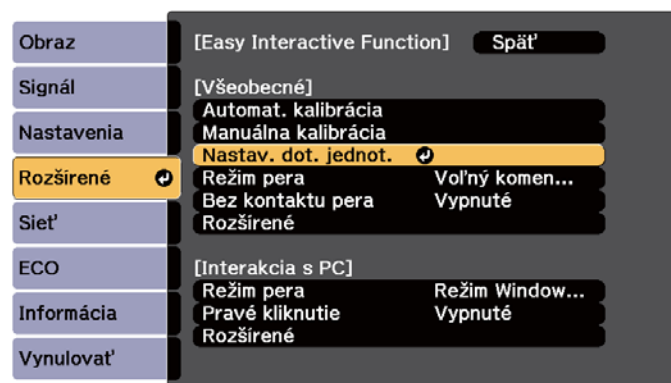 Obraz
Signál
Nastavenia
Rozšírené
Sieť
ECO
Informácia
Vynulovať
[Easy Interactive Function] Späť
[Všeobecné]
Automat. kalibrácia
Manuálna kalibrácia
Nastav. dot. jednot.
Režim pera Voľný komen...
Bez kontaktu pera Vypnuté
Rozšírené
[Interakcia s PC]
Režim pera Režim Window...
Pravé kliknutie Vypnuté
Rozšírené